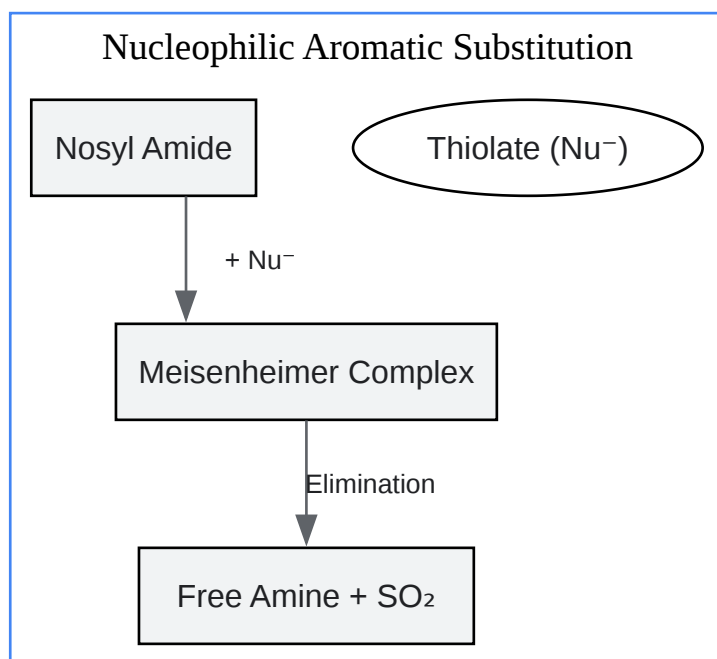 Nucleophilic Aromatic Substitution
Nosyl Amide
Thiolate (Nu⁻)
+ Nu⁻
Meisenheimer Complex
Elimination
Free Amine + SO₂